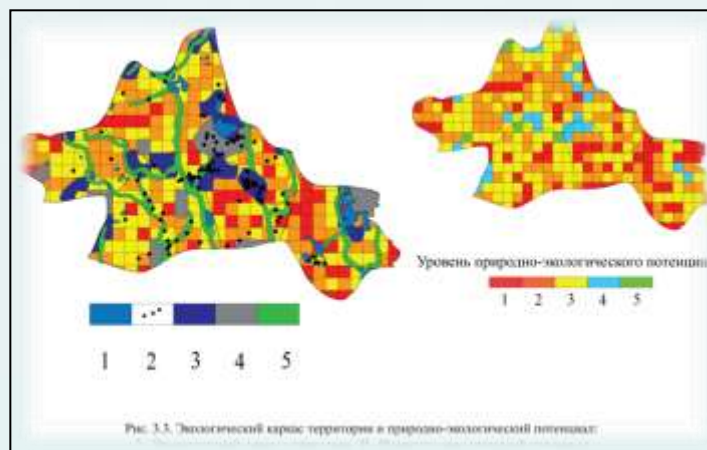 Уровень природно-экологического потенциа
1 2 3 4 5
1 2 3 4 5
Рис. 3.3. Экологический каркас территории и природно-экологический потенциал: